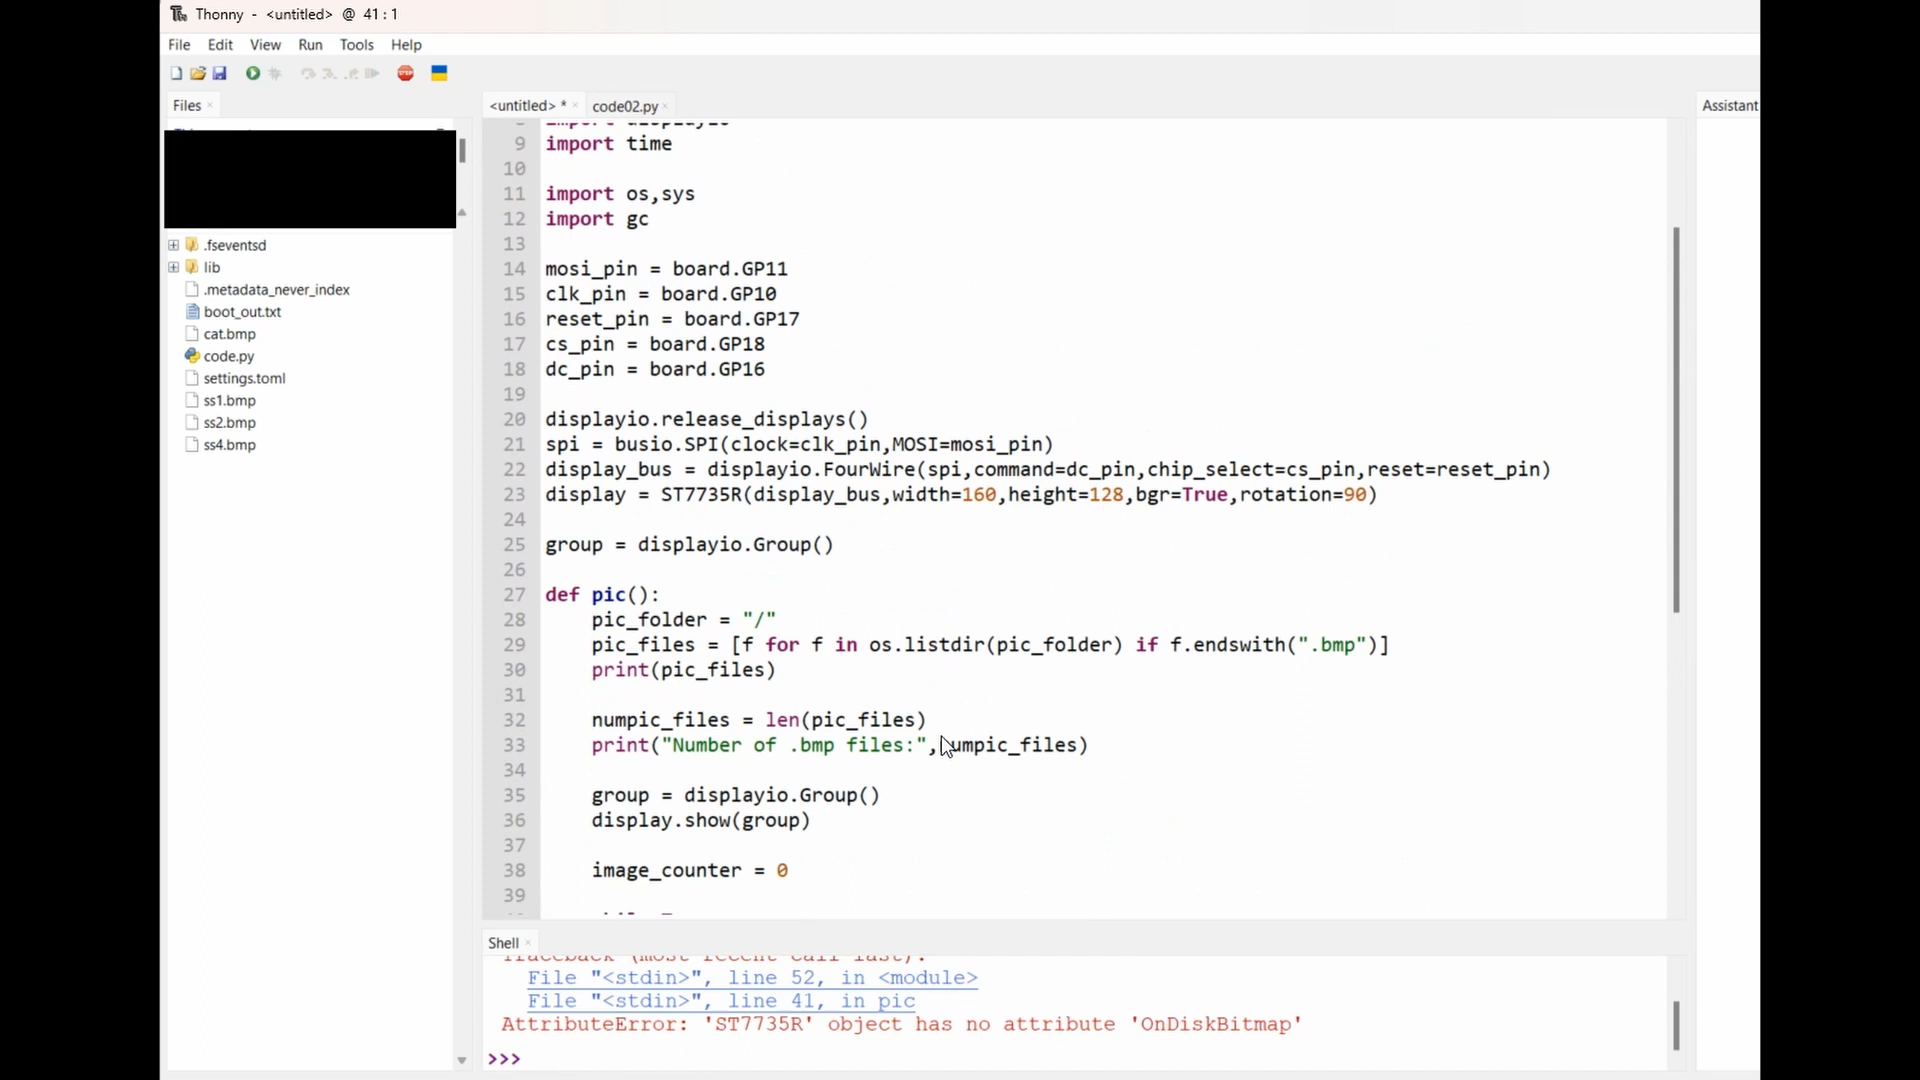 Thonny - <untitled> @ 41 : 1
File Edit View Run Tools Help
Files ×
.fseventsd
lib
.metadata_never_index
boot_out.txt
cat.bmp
code.py
settings.toml
ss1.bmp
ss2.bmp
ss4.bmp
<untitled> * × code02.py ×
8 import displayio
9 import time
10
11 import os,sys
12 import gc
13
14 mosi_pin = board.GP11
15 clk_pin = board.GP10
16 reset_pin = board.GP17
17 cs_pin = board.GP18
18 dc_pin = board.GP16
19
20 displayio.release_displays()
21 spi = busio.SPI(clock=clk_pin,MOSI=mosi_pin)
22 display_bus = displayio.FourWire(spi,command=dc_pin,chip_select=cs_pin,reset=reset_pin)
23 display = ST7735R(display_bus,width=160,height=128,bgr=True,rotation=90)
24
25 group = displayio.Group()
26
27 def pic():
28 pic_folder = "/"
29 pic_files = [f for f in os.listdir(pic_folder) if f.endswith(".bmp")]
30 print(pic_files)
31
32 numpic_files = len(pic_files)
33 print("Number of .bmp files:",numpic_files)
34
35 group = displayio.Group()
36 display.show(group)
37
38 image_counter = 0
39
Assistant
Shell ×
Traceback (most recent call last):
File "<stdin>", line 52, in <module>
File "<stdin>", line 41, in pic
AttributeError: 'ST7735R' object has no attribute 'OnDiskBitmap'
>>>